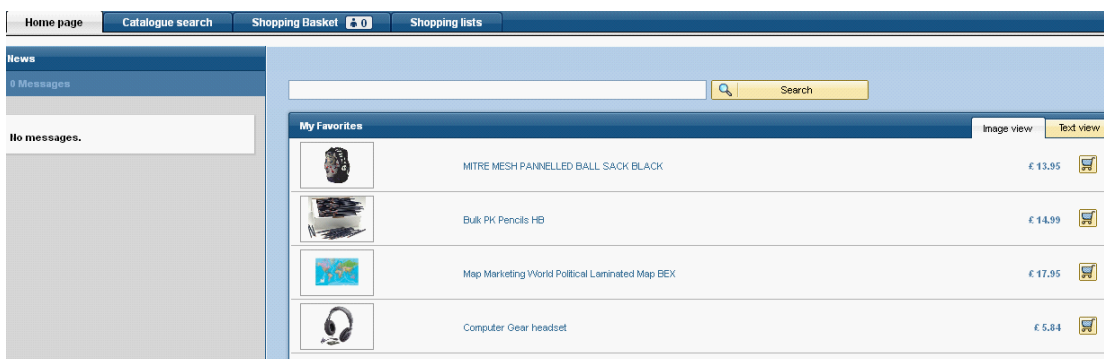 Home page
Catalogue search
Shopping Basket 0
Shopping lists
News
0 Messages
No messages.
Search
My Favorites
Image view
Text view
MITRE MESH PANNELLED BALL SACK BLACK
£ 13.95
Bulk PK Pencils HB
£ 14.99
Map Marketing World Political Laminated Map BEX
£ 17.95
Computer Gear headset
£ 5.84